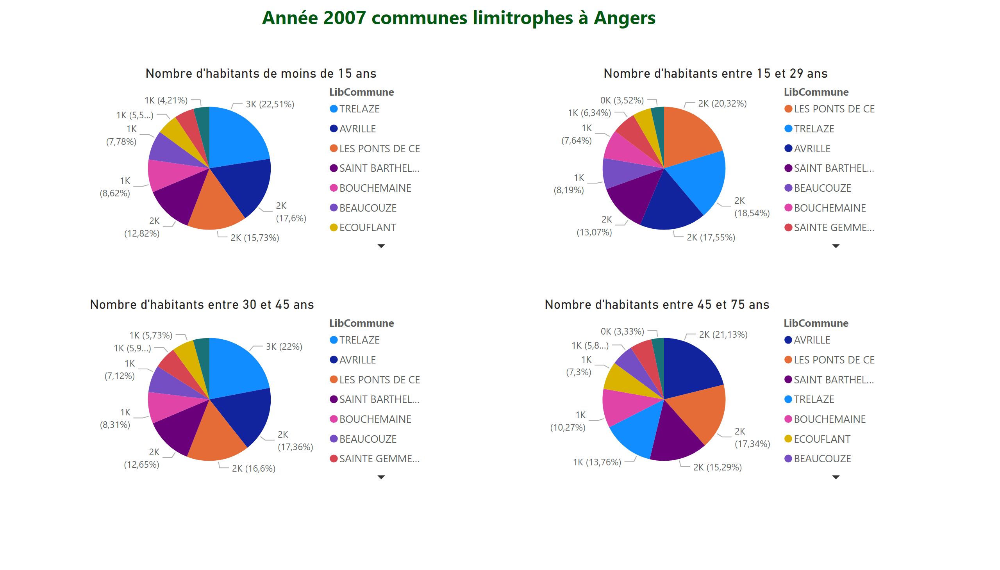 Année 2007 communes limitrophes à Angers
Nombre d'habitants de moins de 15 ans
LibCommune
TRELAZE
AVRILLE
LES PONTS DE CE
SAINT BARTHEL...
BOUCHEMAINE
BEAUCOUZE
ECOUFLANT
3K (22,51%)
2K
(17,6%)
2K (15,73%)
2K
(12,82%)
1K
(8,62%)
1K
(7,78%)
1K (5,5...)
1K (4,21%)
Nombre d'habitants entre 15 et 29 ans
LibCommune
LES PONTS DE CE
TRELAZE
AVRILLE
SAINT BARTHEL...
BEAUCOUZE
BOUCHEMAINE
SAINTE GEMME...
2K (20,32%)
2K
(18,54%)
2K (17,55%)
2K
(13,07%)
1K
(8,19%)
1K
(7,64%)
1K (6,34%)
0K (3,52%)
Nombre d'habitants entre 30 et 45 ans
LibCommune
TRELAZE
AVRILLE
LES PONTS DE CE
SAINT BARTHEL...
BOUCHEMAINE
BEAUCOUZE
SAINTE GEMME...
3K (22%)
2K
(17,36%)
2K (16,6%)
2K
(12,65%)
1K
(8,31%)
1K
(7,12%)
1K (5,9...)
1K (5,73%)
Nombre d'habitants entre 45 et 75 ans
LibCommune
AVRILLE
LES PONTS DE CE
SAINT BARTHEL...
TRELAZE
BOUCHEMAINE
ECOUFLANT
BEAUCOUZE
2K (21,13%)
2K
(17,34%)
2K (15,29%)
1K (13,76%)
1K
(10,27%)
1K
(7,3%)
1K (5,8...)
0K (3,33%)